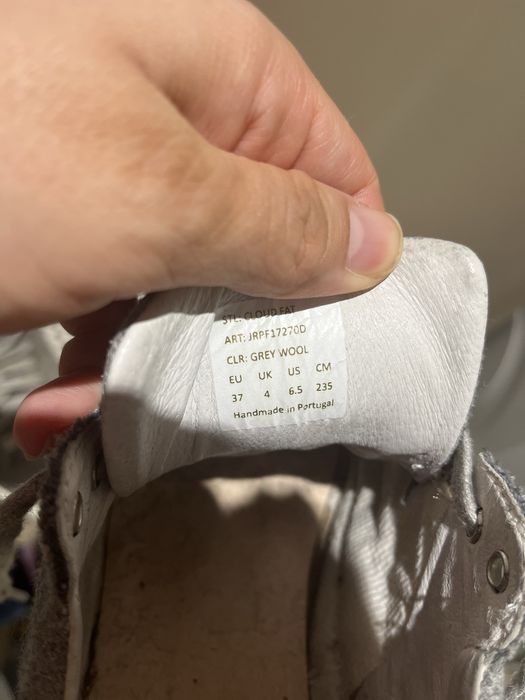 STL: CLOUD FAT
ART: JRPF17270D
CLR: GREY WOOL
EU UK US CM
37 4 6.5 235
Handmade in Portugal